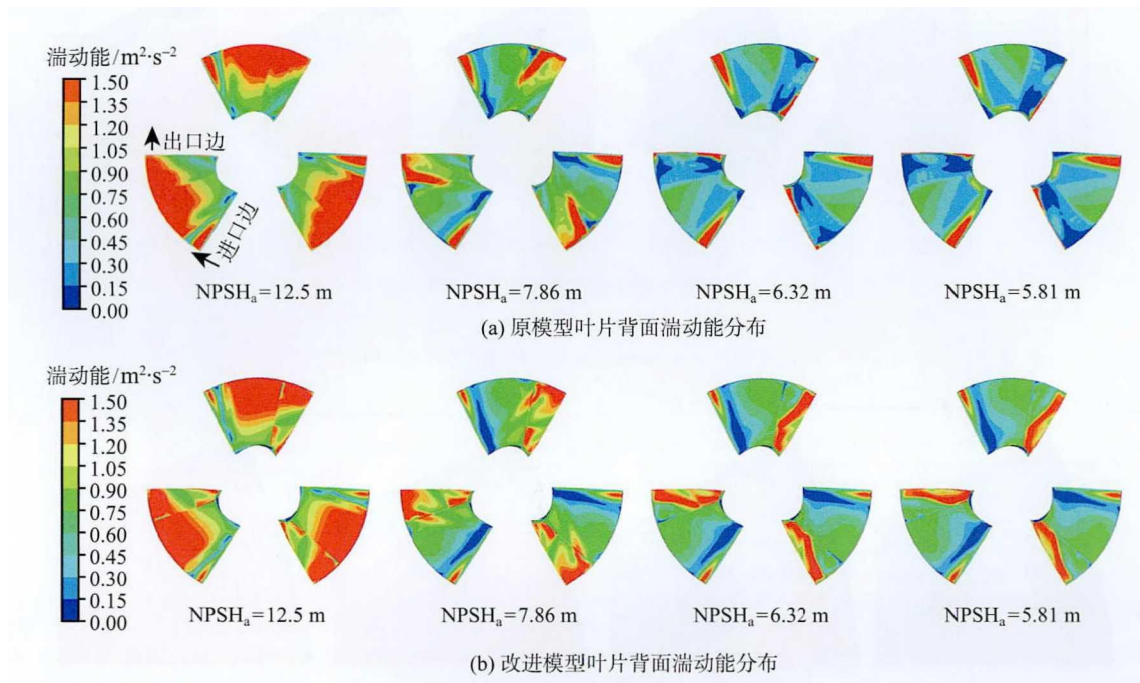 湍动能/m²·s⁻²
1.50
1.35
1.20
1.05
0.90
0.75
0.60
0.45
0.30
0.15
0.00
出口边
进口边
NPSHₐ=12.5 m
NPSHₐ=7.86 m
NPSHₐ=6.32 m
NPSHₐ=5.81 m
(a) 原模型叶片背面湍动能分布
湍动能/m²·s⁻²
1.50
1.35
1.20
1.05
0.90
0.75
0.60
0.45
0.30
0.15
0.00
NPSHₐ=12.5 m
NPSHₐ=7.86 m
NPSHₐ=6.32 m
NPSHₐ=5.81 m
(b) 改进模型叶片背面湍动能分布